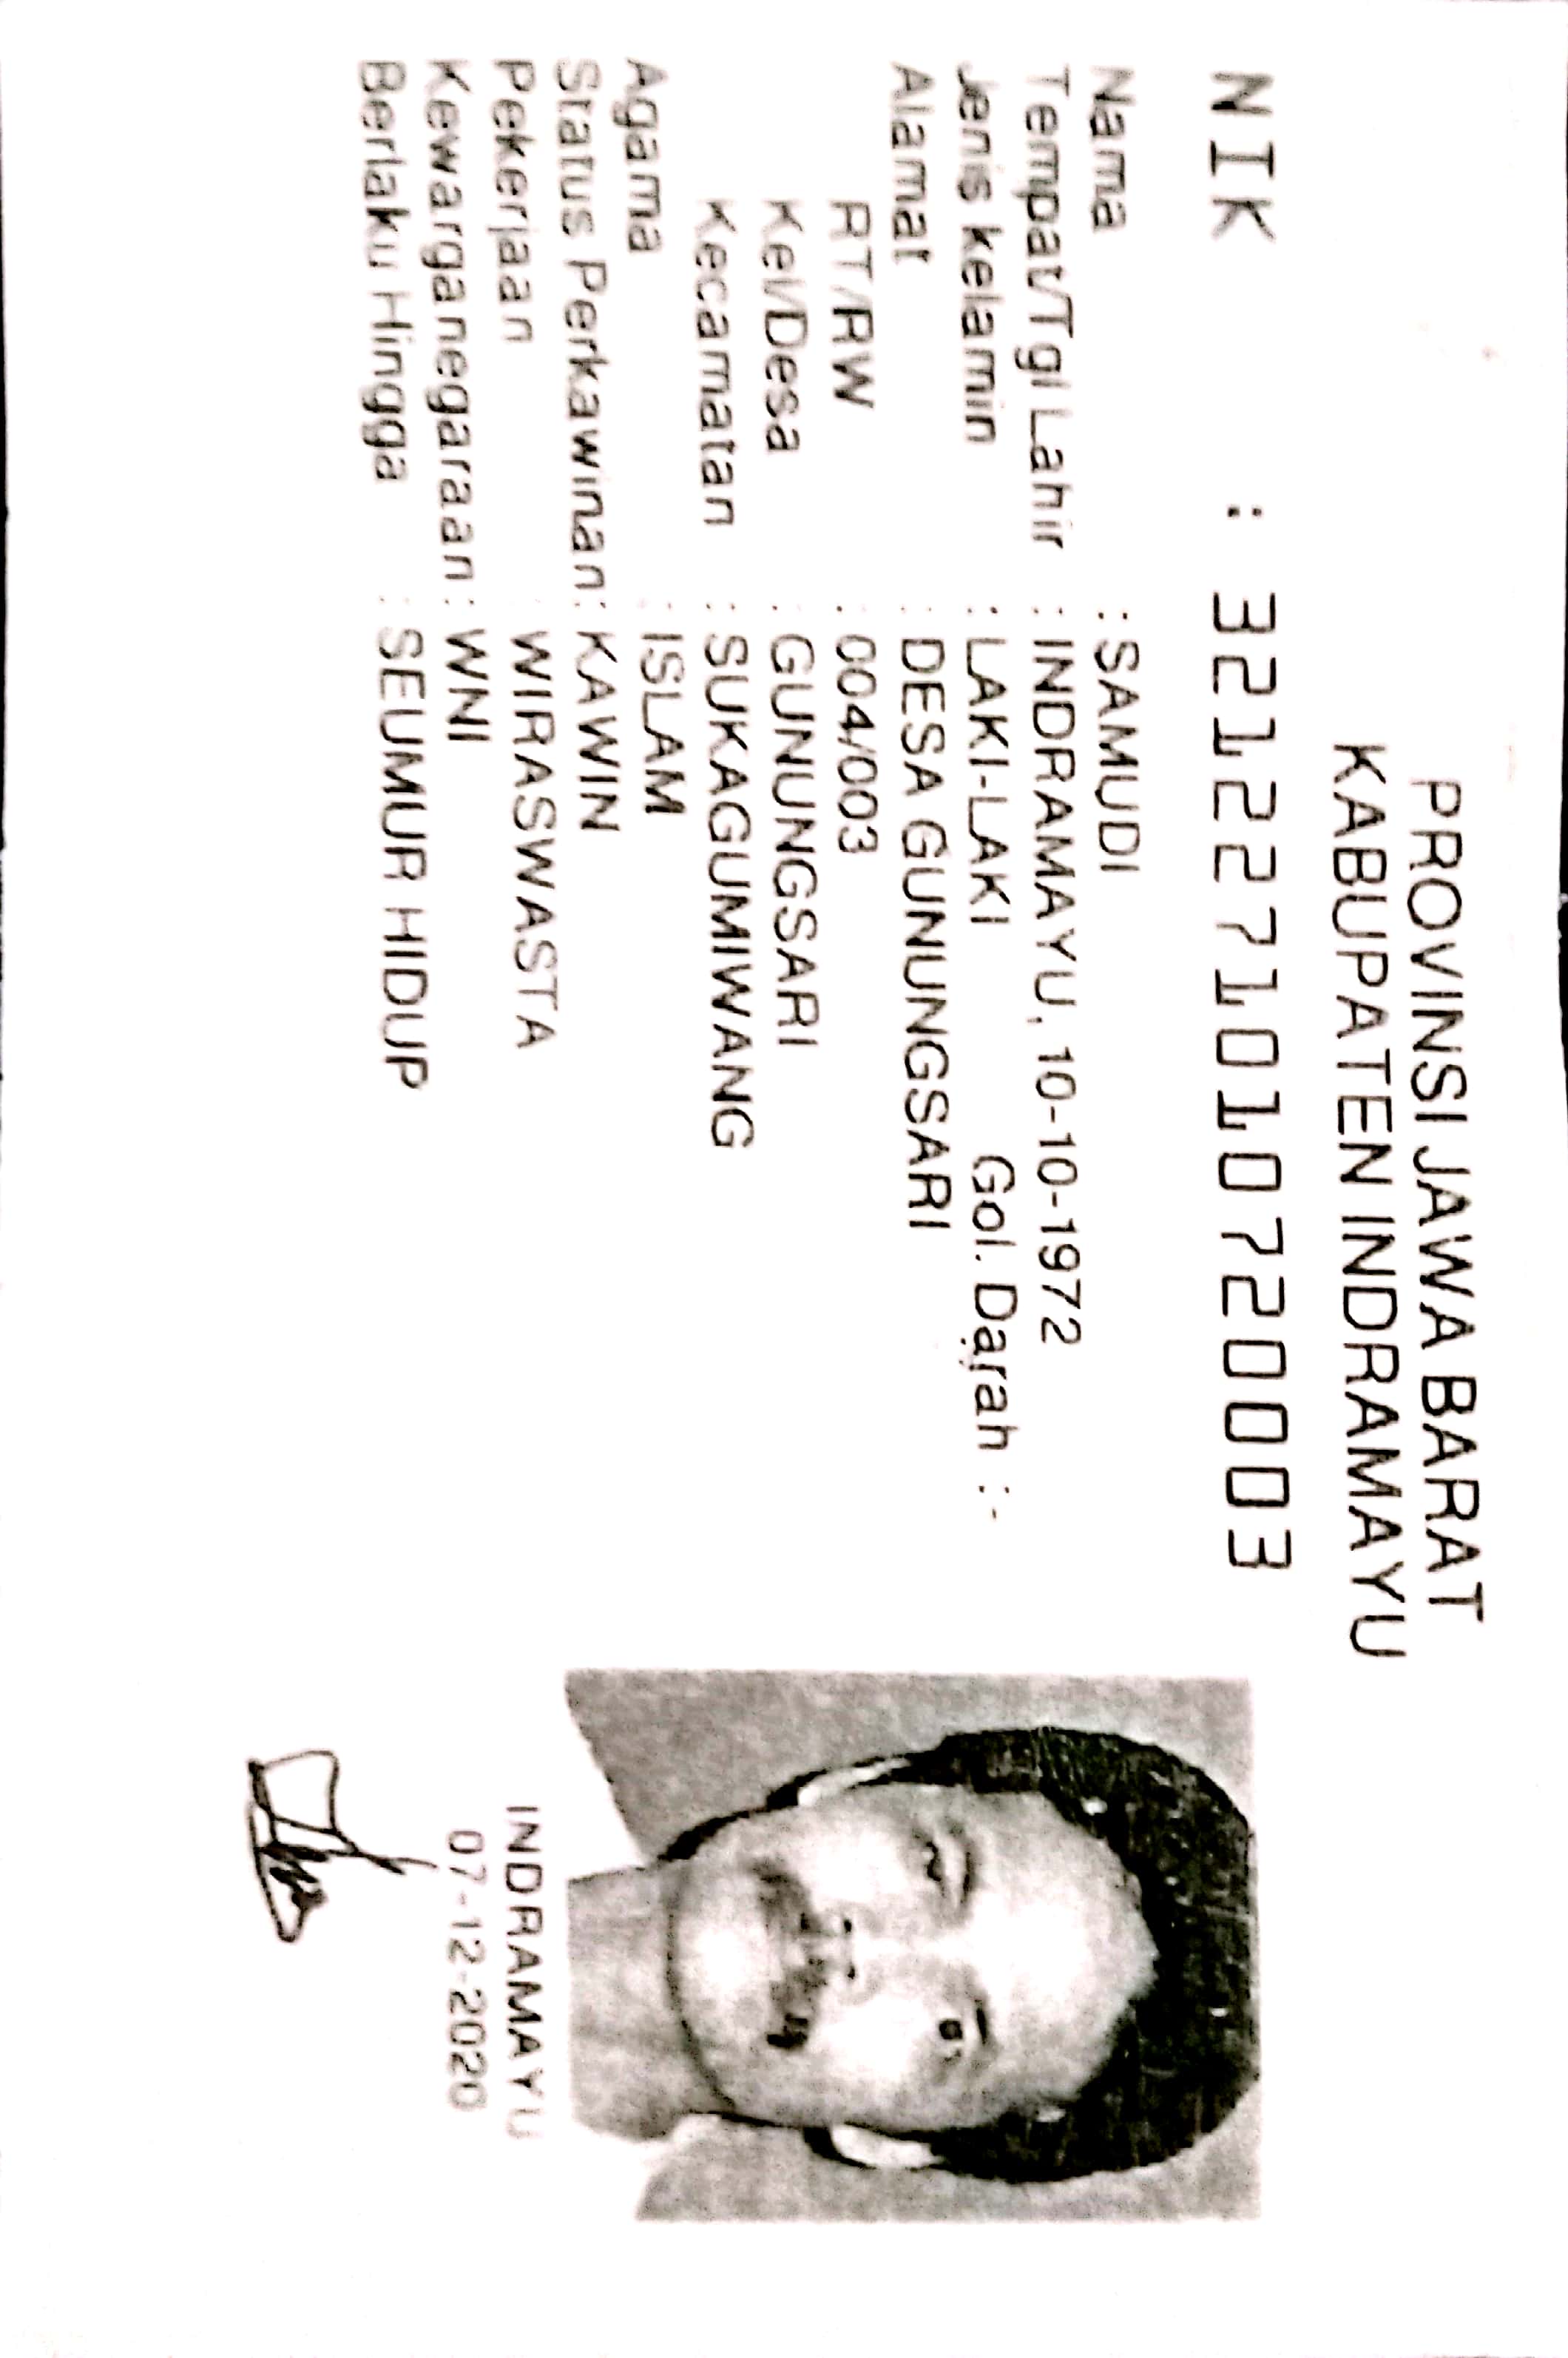 PROVINSI JAWA BARAT
KABUPATEN INDRAMAYU
NIK : 3212271010720003
Nama : SAMUDI
Tempat/Tgl Lahir : INDRAMAYU, 10-10-1972
Jenis kelamin : LAKI-LAKI Gol. Darah : -
Alamat : DESA GUNUNGSARI
RT/RW : 004/003
Kel/Desa : GUNUNGSARI
Kecamatan : SUKAGUMIWANG
Agama : ISLAM
Status Perkawinan : KAWIN
Pekerjaan : WIRASWASTA
Kewarganegaraan : WNI
Berlaku Hingga : SEUMUR HIDUP
INDRAMAYU
07-12-2020